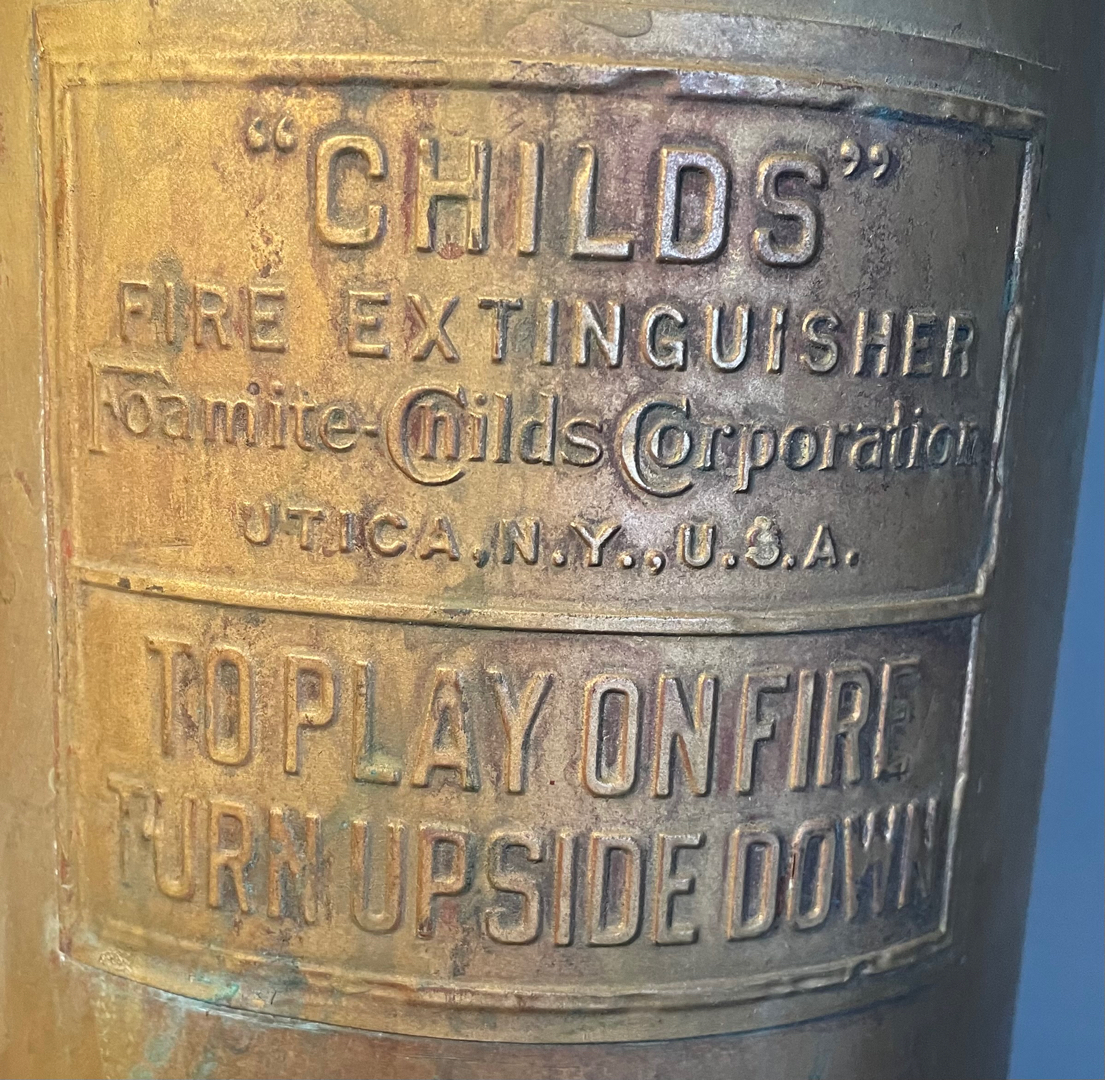 “CHILDS”
FIRE EXTINGUISHER
Foamite-Childs Corporation
UTICA, N.Y., U.S.A.
TO PLAY ON FIRE
TURN UPSIDE DOWN